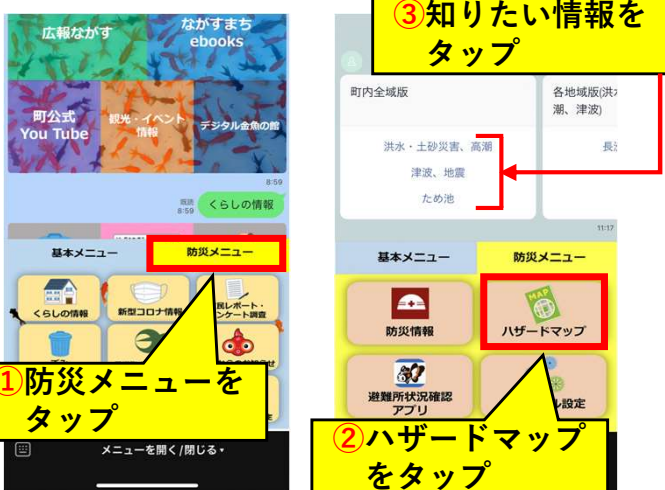 広報ながす
ながすまち
ebooks
町公式
You Tube
観光・イベント
情報
デジタル金魚の館
8:59
既読
8:59
くらしの情報
基本メニュー
防災メニュー
くらしの情報
新型コロナ情報
民レポート・
ンケート調査
①防災メニューを
タップ
メニューを開く/閉じる▾
③知りたい情報を
タップ
町内全域版
洪水・土砂災害、高潮
津波、地震
ため池
各地域版(洪水
潮、津波)
長
11:17
基本メニュー
防災メニュー
防災情報
MAP
ハザードマップ
避難所状況確認
アプリ
ル設定
②ハザードマップ
をタップ